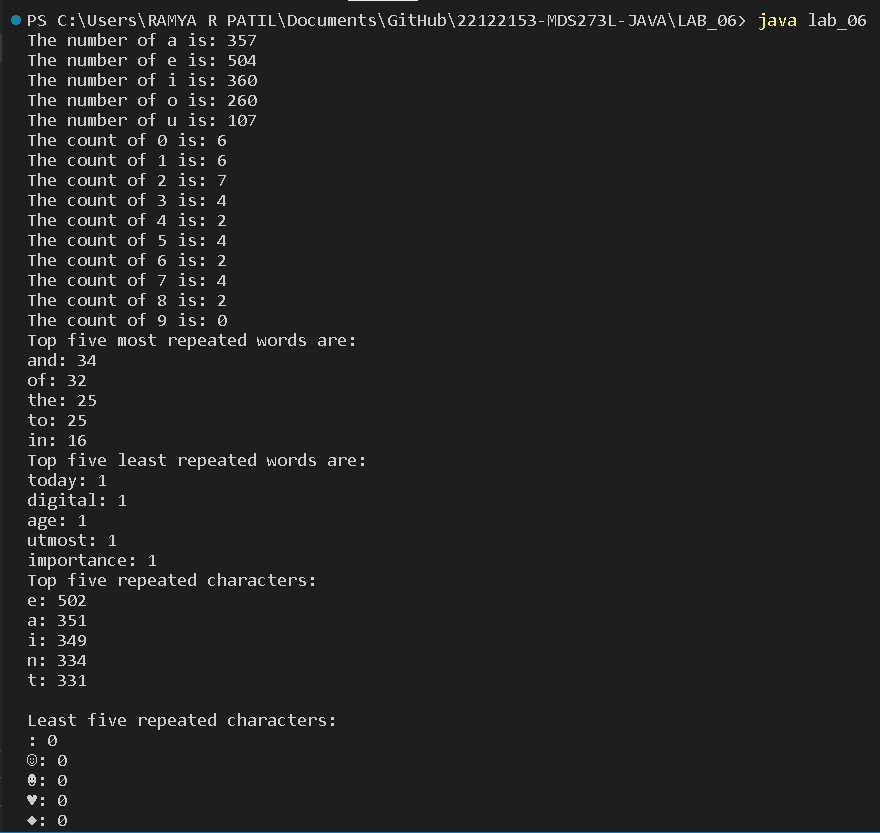 PS C:\Users\RAMYA R PATIL\Documents\GitHub\22122153-MDS273L-JAVA\LAB_06> java lab_06
The number of a is: 357
The number of e is: 504
The number of i is: 360
The number of o is: 260
The number of u is: 107
The count of 0 is: 6
The count of 1 is: 6
The count of 2 is: 7
The count of 3 is: 4
The count of 4 is: 2
The count of 5 is: 4
The count of 6 is: 2
The count of 7 is: 4
The count of 8 is: 2
The count of 9 is: 0
Top five most repeated words are:
and: 34
of: 32
the: 25
to: 25
in: 16
Top five least repeated words are:
today: 1
digital: 1
age: 1
utmost: 1
importance: 1
Top five repeated characters:
e: 502
a: 351
i: 349
n: 334
t: 331
Least five repeated characters:
: 0
☺: 0
☻: 0
♥: 0
♦: 0